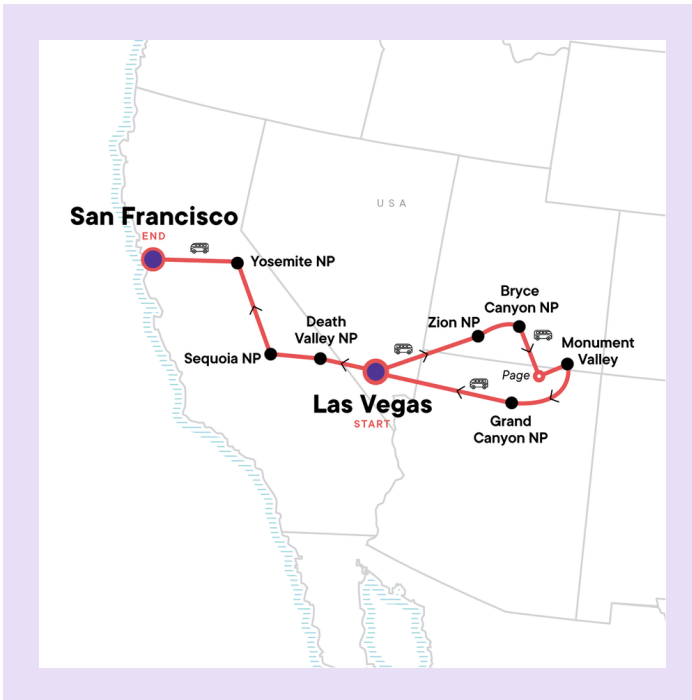 USA
San Francisco
END
Yosemite NP
Bryce
Canyon NP
Zion NP
Death
Valley NP
Monument
Valley
Sequoia NP
Page
Las Vegas
START
Grand
Canyon NP